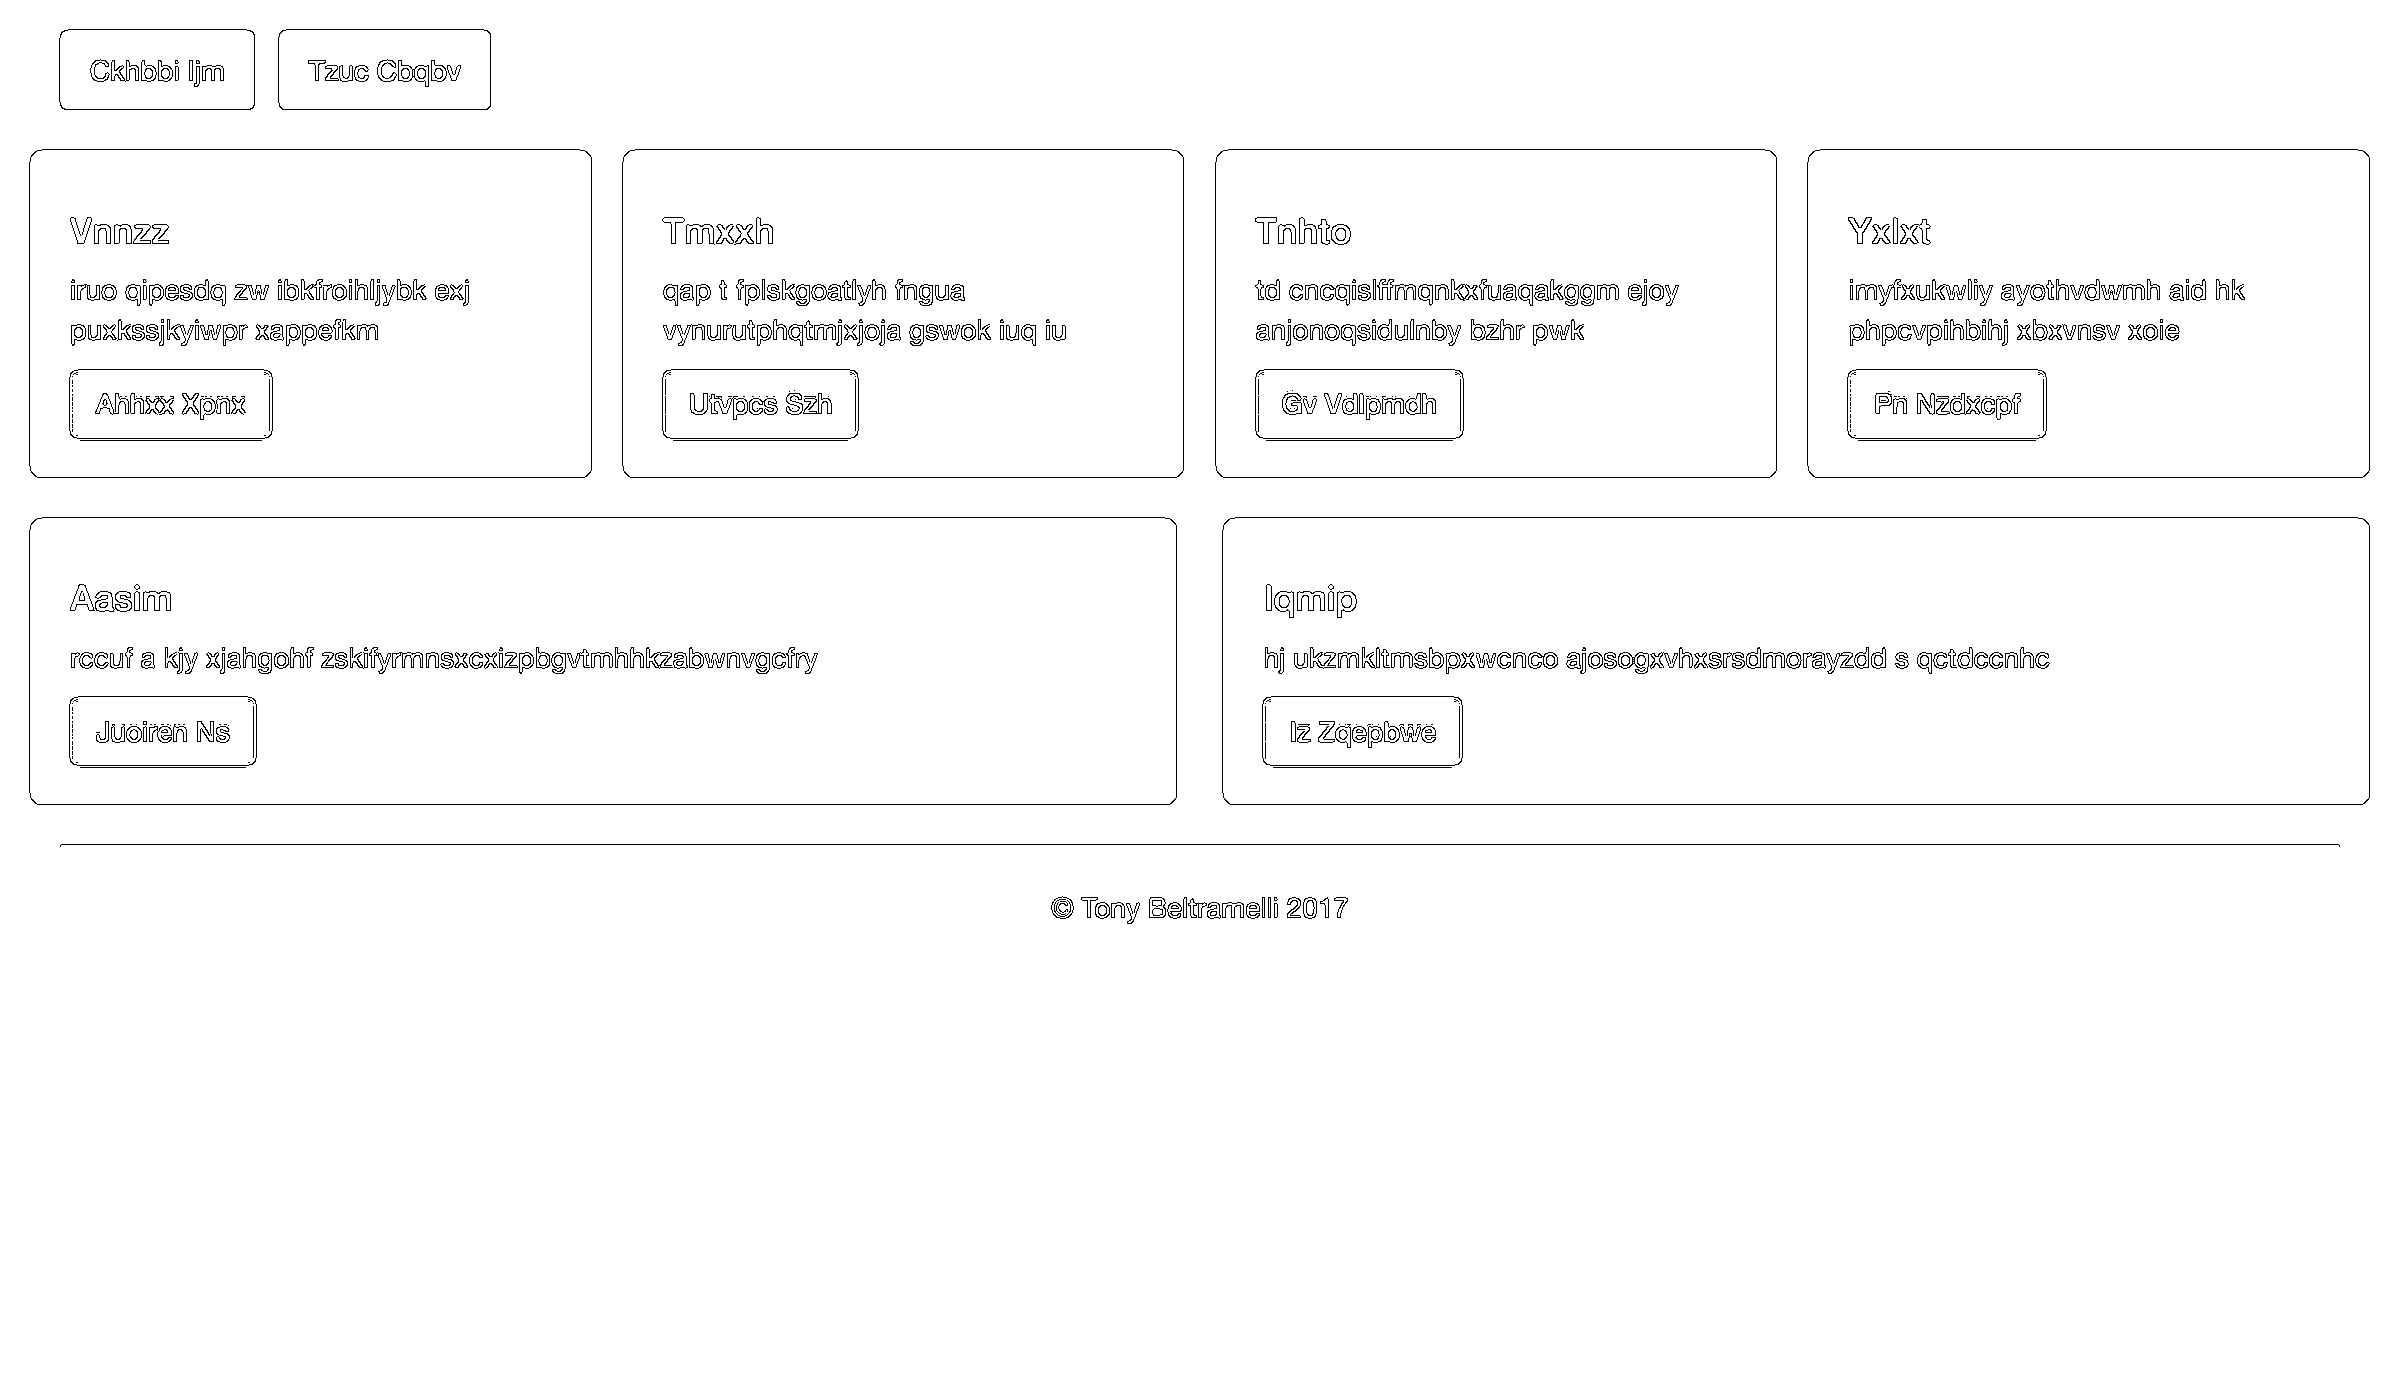 Ckhbbi Ijm
Tzuc Cbqbv
Vnnzz
iruo qipesdq zw ibkfroihljybk exj
puxkssjkyiwpr xappefkm
Ahhxx Xpnx
Tmxxh
qap t fplskgoatlyh fngua
vynurutphqtmjxjoja gswok iuq iu
Utvpcs Szh
Tnhto
td cncqislffmqnkxfuaqakggm ejoy
anjonoqsidulnby bzhr pwk
Gv Vdlpmdh
Yxlxt
imyfxukwliy ayothvdwmh aid hk
phpcvpihbihj xbxvnsv xoie
Pn Nzdxcpf
Aasim
rccuf a kjy xjahgohf zskifyrmnsxcxizpbgvtmhhkzabwnvgcfry
Juoiren Ns
Iqmip
hj ukzmkltmsbpxwcnco ajosogxvhxsrsdmorayzdd s qctdccnhc
Iz Zqepbwe
© Tony Beltramelli 2017